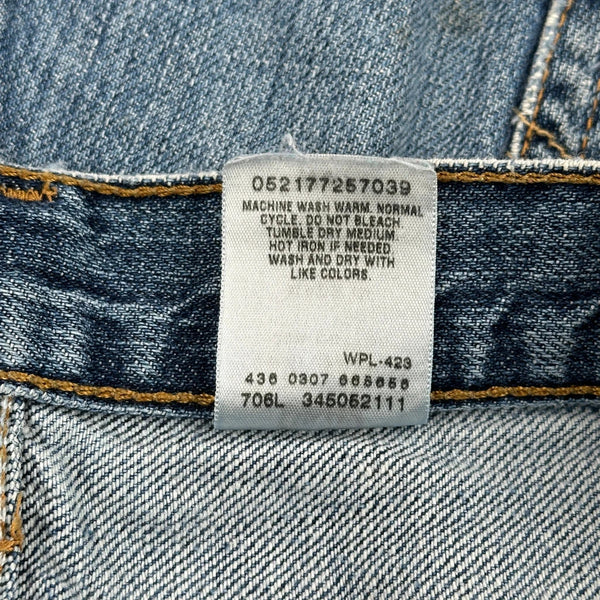 052177257039
MACHINE WASH WARM. NORMAL
CYCLE. DO NOT BLEACH
TUMBLE DRY MEDIUM.
HOT IRON IF NEEDED
WASH AND DRY WITH
LIKE COLORS.
WPL-423
436 0307 665656
706L 345052111